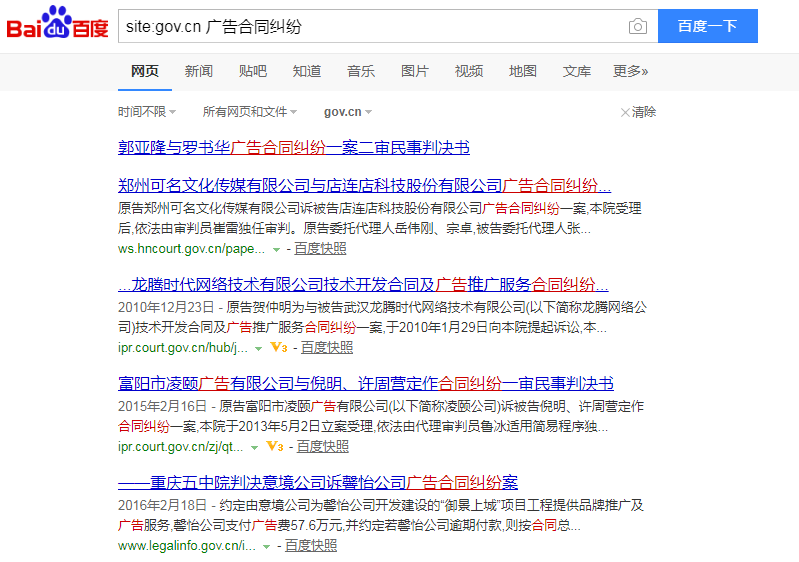 Bai du 百度 site:gov.cn 广告合同纠纷 百度一下
网页 新闻 贴吧 知道 音乐 图片 视频 地图 文库 更多»
时间不限 所有网页和文件 gov.cn ×清除
郭亚隆与罗书华广告合同纠纷一案二审民事判决书
郑州可名文化传媒有限公司与店连店科技股份有限公司广告合同纠纷...
原告郑州可名文化传媒有限公司诉被告店连店科技股份有限公司广告合同纠纷一案,本院受理
后,依法由审判员崔雷独任审判。原告委托代理人岳伟刚、宗卓,被告委托代理人张...
ws.hncourt.gov.cn/pape... - 百度快照
...龙腾时代网络技术有限公司技术开发合同及广告推广服务合同纠纷...
2010年12月23日 - 原告贺仲明为与被告武汉龙腾时代网络技术有限公司(以下简称龙腾网络公
司)技术开发合同及广告推广服务合同纠纷一案,于2010年1月29日向本院提起诉讼,本...
ipr.court.gov.cn/hub/j... V3 - 百度快照
富阳市凌颐广告有限公司与倪明、许周营定作合同纠纷一审民事判决书
2015年2月16日 - 原告富阳市凌颐广告有限公司(以下简称凌颐公司)诉被告倪明、许周营定作
合同纠纷一案,本院于2013年5月2日立案受理,依法由代理审判员鲁冰适用简易程序独...
ipr.court.gov.cn/zj/qt... V3 - 百度快照
——重庆五中院判决意境公司诉馨怡公司广告合同纠纷案
2016年2月18日 - 约定由意境公司为馨怡公司开发建设的“御景上城”项目工程提供品牌推广及
广告服务,馨怡公司支付广告费57.6万元,并约定若馨怡公司逾期付款,则按合同总...
www.legalinfo.gov.cn/i... - 百度快照